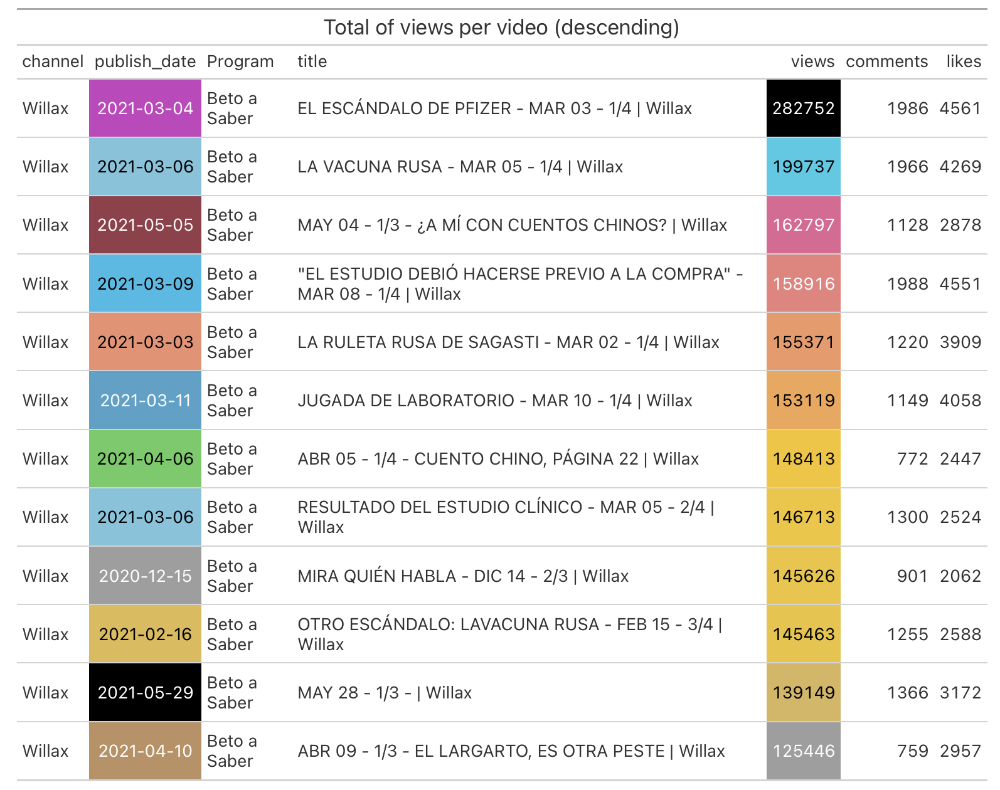 Total of views per video (descending)
channel publish_date Program title views comments likes
Willax 2021-03-04 Beto a Saber EL ESCÁNDALO DE PFIZER - MAR 03 - 1/4 | Willax 282752 1986 4561
Willax 2021-03-06 Beto a Saber LA VACUNA RUSA - MAR 05 - 1/4 | Willax 199737 1966 4269
Willax 2021-05-05 Beto a Saber MAY 04 - 1/3 - ¿A MÍ CON CUENTOS CHINOS? | Willax 162797 1128 2878
Willax 2021-03-09 Beto a Saber "EL ESTUDIO DEBIÓ HACERSE PREVIO A LA COMPRA" - MAR 08 - 1/4 | Willax 158916 1988 4551
Willax 2021-03-03 Beto a Saber LA RULETA RUSA DE SAGASTI - MAR 02 - 1/4 | Willax 155371 1220 3909
Willax 2021-03-11 Beto a Saber JUGADA DE LABORATORIO - MAR 10 - 1/4 | Willax 153119 1149 4058
Willax 2021-04-06 Beto a Saber ABR 05 - 1/4 - CUENTO CHINO, PÁGINA 22 | Willax 148413 772 2447
Willax 2021-03-06 Beto a Saber RESULTADO DEL ESTUDIO CLÍNICO - MAR 05 - 2/4 | Willax 146713 1300 2524
Willax 2020-12-15 Beto a Saber MIRA QUIÉN HABLA - DIC 14 - 2/3 | Willax 145626 901 2062
Willax 2021-02-16 Beto a Saber OTRO ESCÁNDALO: LAVACUNA RUSA - FEB 15 - 3/4 | Willax 145463 1255 2588
Willax 2021-05-29 Beto a Saber MAY 28 - 1/3 - | Willax 139149 1366 3172
Willax 2021-04-10 Beto a Saber ABR 09 - 1/3 - EL LARGARTO, ES OTRA PESTE | Willax 125446 759 2957